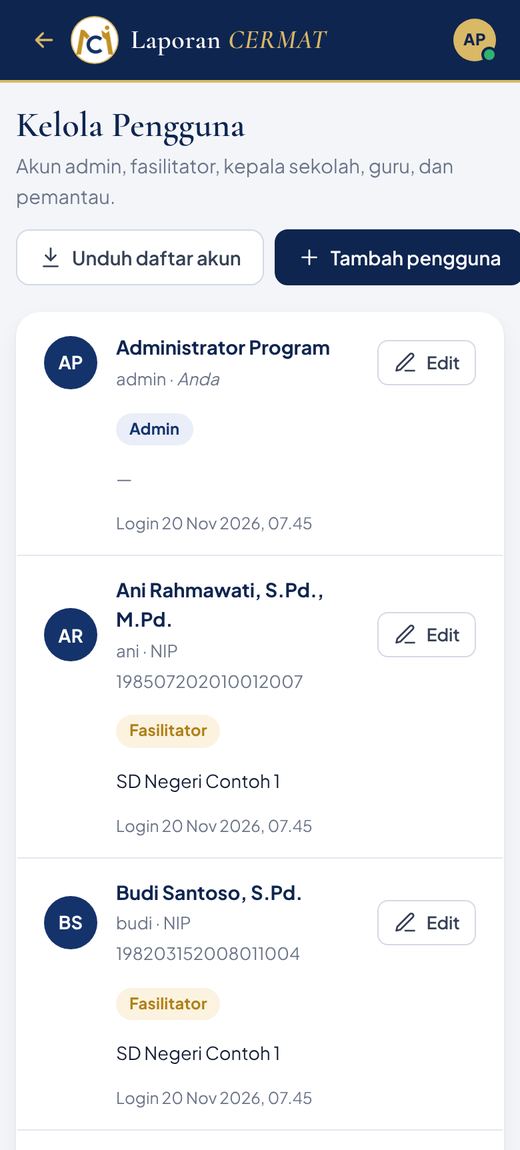 Laporan CERMAT
AP
Kelola Pengguna
Akun admin, fasilitator, kepala sekolah, guru, dan
pemantau.
Unduh daftar akun
Tambah pengguna
AP
Administrator Program
admin · Anda
Edit
Admin
—
Login 20 Nov 2026, 07.45
AR
Ani Rahmawati, S.Pd.,
M.Pd.
ani · NIP
198507202010012007
Edit
Fasilitator
SD Negeri Contoh 1
Login 20 Nov 2026, 07.45
BS
Budi Santoso, S.Pd.
budi · NIP
198203152008011004
Edit
Fasilitator
SD Negeri Contoh 1
Login 20 Nov 2026, 07.45